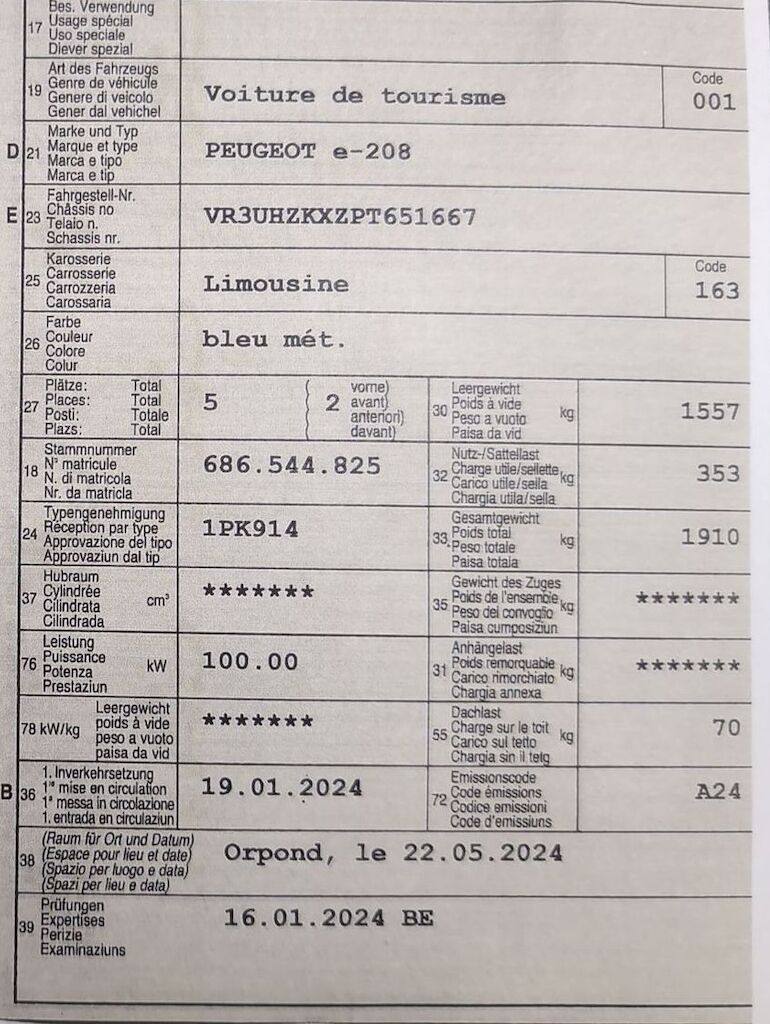 17
Bes. Verwendung
Usage spécial
Uso speciale
Diever spezial
19
Art des Fahrzeugs
Genre de véhicule
Genere di veicolo
Gener dal vehichel
Voiture de tourisme
Code
001
D 21
Marke und Typ
Marque et type
Marca e tipo
Marca e tip
PEUGEOT e-208
E 23
Fahrgestell-Nr.
Châssis no
Telaio n.
Schassis nr.
VR3UHZKXZPT651667
25
Karosserie
Carrosserie
Carrozzeria
Carossaria
Limousine
Code
163
26
Farbe
Couleur
Colore
Colur
bleu mét.
27
Plätze: Total
Places: Total
Posti: Totale
Plazs: Total
5
( 2
vorne)
avant)
anteriori)
davant)
30
Leergewicht
Poids à vide
Peso a vuoto
Paisa da vid
kg
1557
18
Stammnummer
N° matricule
N. di matricola
Nr. da matricla
686.544.825
32
Nutz-/Sattellast
Charge utile/sellette
Carico utile/sella
Chargia utila/sella
kg
353
24
Typengenehmigung
Réception par type
Approvazione del tipo
Approvaziun dal tip
1PK914
33
Gesamtgewicht
Poids total
Peso totale
Paisa totala
kg
1910
37
Hubraum
Cylindrée
Cilindrata
Cilindrada
cm³
*******
35
Gewicht des Zuges
Poids de l'ensemble
Peso del convoglio
Paisa cumposiziun
kg
*******
76
Leistung
Puissance
Potenza
Prestaziun
kW
100.00
31
Anhängelast
Poids remorquable
Carico rimorchiato
Chargia annexa
kg
*******
78 kW/kg
Leergewicht
poids à vide
peso a vuoto
paisa da vid
*******
55
Dachlast
Charge sur le toit
Carico sul tetto
Chargia sin il tetg
kg
70
B 36
1. Inverkehrsetzung
1re mise en circulation
1a messa in circolazione
1. entrada en circulaziun
19.01.2024
72
Emissionscode
Code émissions
Codice emissioni
Code d'emissiuns
A24
38
(Raum für Ort und Datum)
(Espace pour lieu et date)
(Spazio per luogo e data)
(Spazi per lieu e data)
Orpond, le 22.05.2024
39
Prüfungen
Expertises
Perizie
Examinaziuns
16.01.2024 BE